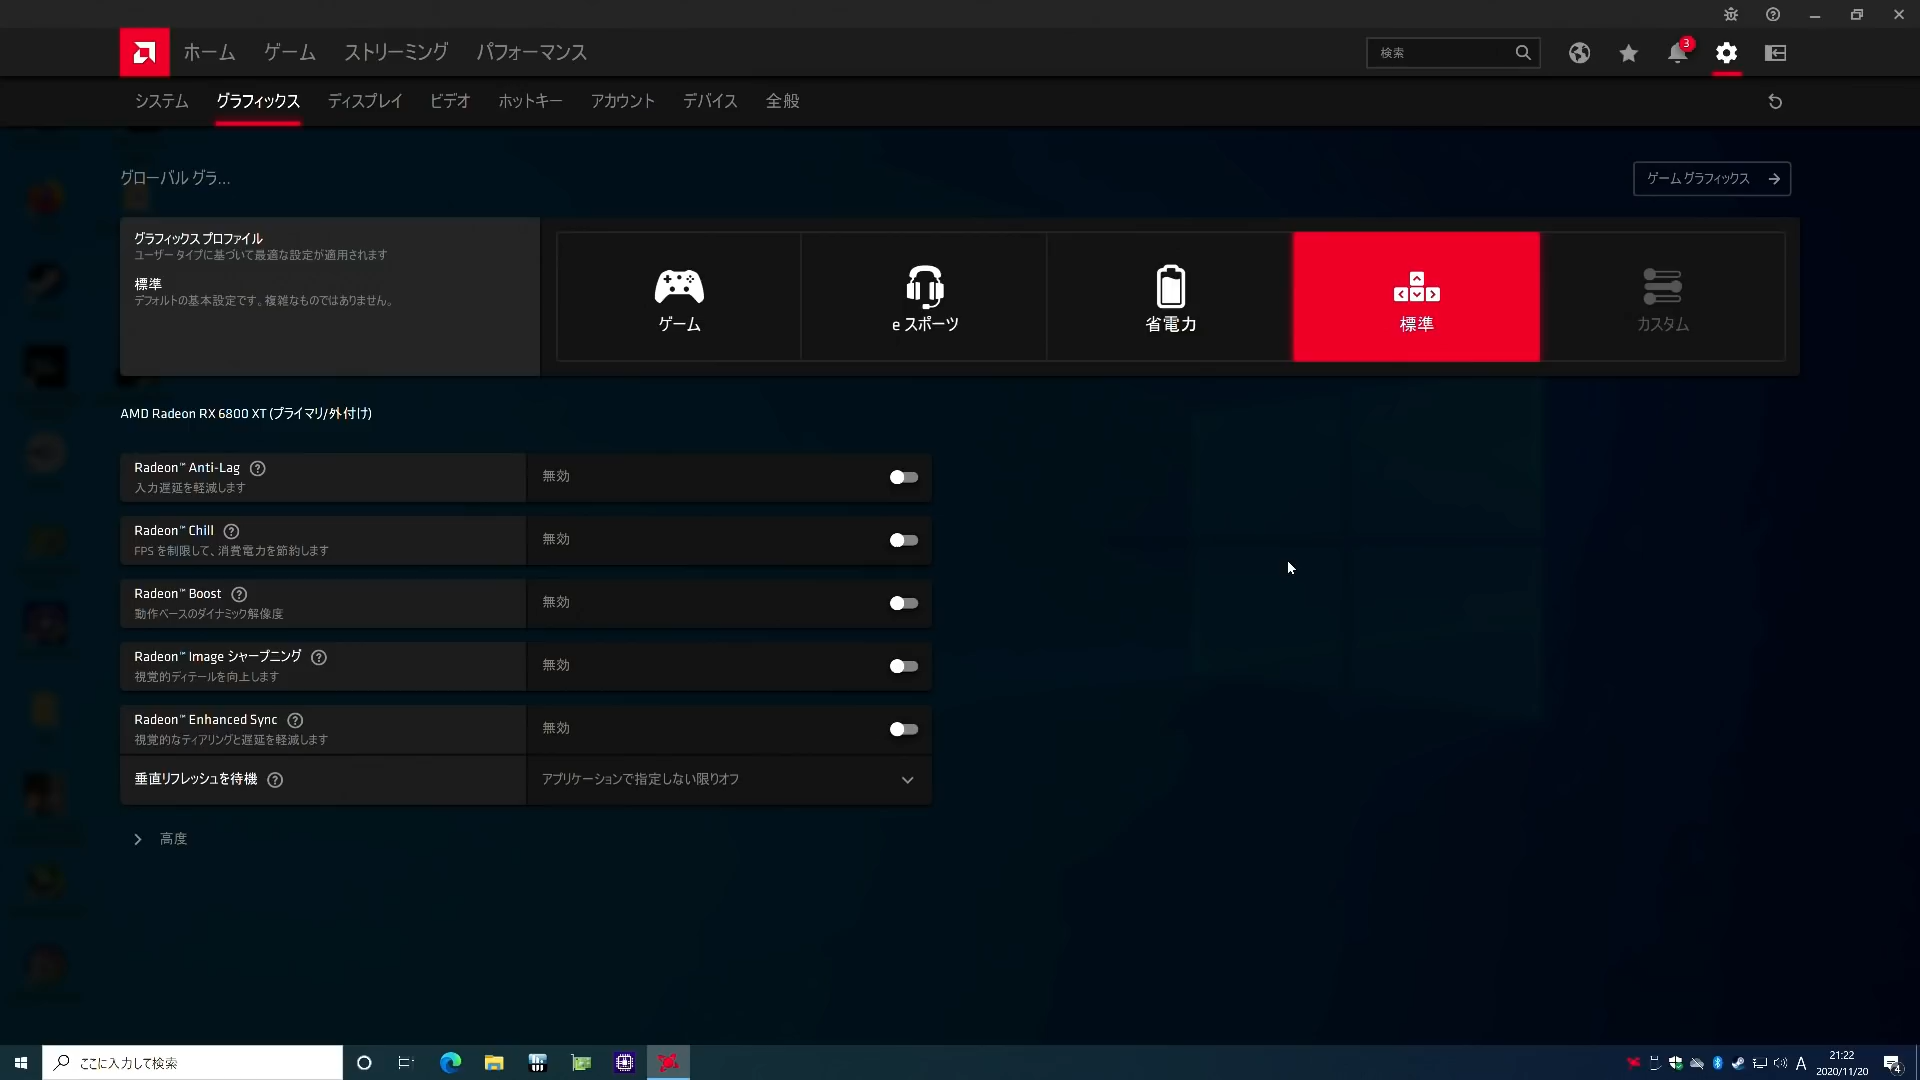 ホーム ゲーム ストリーミング パフォーマンス 検索 3
システム グラフィックス ディスプレイ ビデオ ホットキー アカウント デバイス 全般
グローバル グラ... ゲーム グラフィックス
グラフィックス プロファイル
ユーザー タイプに基づいて最適な設定が適用されます
標準
デフォルトの基本設定です。複雑なものではありません。
ゲーム e スポーツ 省電力 標準 カスタム
AMD Radeon RX 6800 XT (プライマリ/外付け)
Radeon™ Anti-Lag 無効
入力遅延を軽減します
Radeon™ Chill 無効
FPS を制限して、消費電力を節約します
Radeon™ Boost 無効
動作ベースのダイナミック解像度
Radeon™ Image シャープニング 無効
視覚的ディテールを向上します
Radeon™ Enhanced Sync 無効
視覚的なティアリングと遅延を軽減します
垂直リフレッシュを待機 アプリケーションで指定しない限りオフ
高度
ここに入力して検索 A 21:22
2020/11/20 4